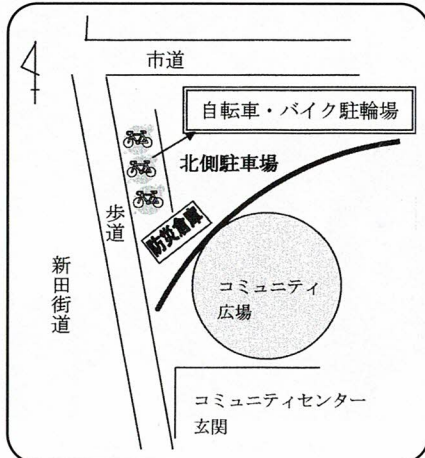 市道
自転車・バイク駐輪場
北側駐車場
防災倉庫
歩道
新田街道
コミュニティ
広場
コミュニティセンター
玄関